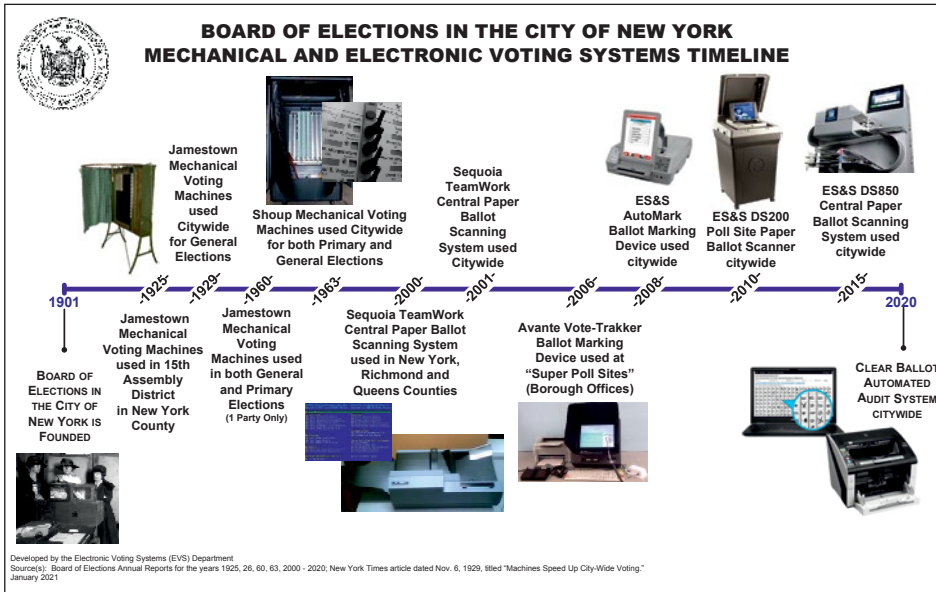 BOARD OF ELECTIONS IN THE CITY OF NEW YORK
MECHANICAL AND ELECTRONIC VOTING SYSTEMS TIMELINE
Jamestown
Mechanical
Voting
Machines
used
Citywide
for General
Elections
Shoup Mechanical Voting
Machines used Citywide
for both Primary and
General Elections
Sequoia
TeamWork
Central Paper
Ballot
Scanning
System used
Citywide
ES&S
AutoMark
Ballot Marking
Device used
citywide
ES&S DS200
Poll Site Paper
Ballot Scanner
citywide
ES&S DS850
Central Paper
Ballot Scanning
System used
citywide
1901
-1925-
-1929-
-1960-
-1963-
-2000-
-2001-
-2006-
-2008-
-2010-
-2015-
2020
BOARD OF
ELECTIONS IN
THE CITY OF
NEW YORK IS
FOUNDED
Jamestown
Mechanical
Voting Machines
used in 15th
Assembly
District
in New York
County
Jamestown
Mechanical
Voting
Machines used
in both General
and Primary
Elections
(1 Party Only)
Sequoia TeamWork
Central Paper Ballot
Scanning System
used in New York,
Richmond and
Queens Counties
Avante Vote-Trakker
Ballot Marking
Device used at
“Super Poll Sites”
(Borough Offices)
CLEAR BALLOT
AUTOMATED
AUDIT SYSTEM
CITYWIDE
Developed by the Electronic Voting Systems (EVS) Department
Source(s): Board of Elections Annual Reports for the years 1925, 26, 60, 63, 2000 - 2020; New York Times article dated Nov. 6, 1929, titled “Machines Speed Up City-Wide Voting.”
January 2021